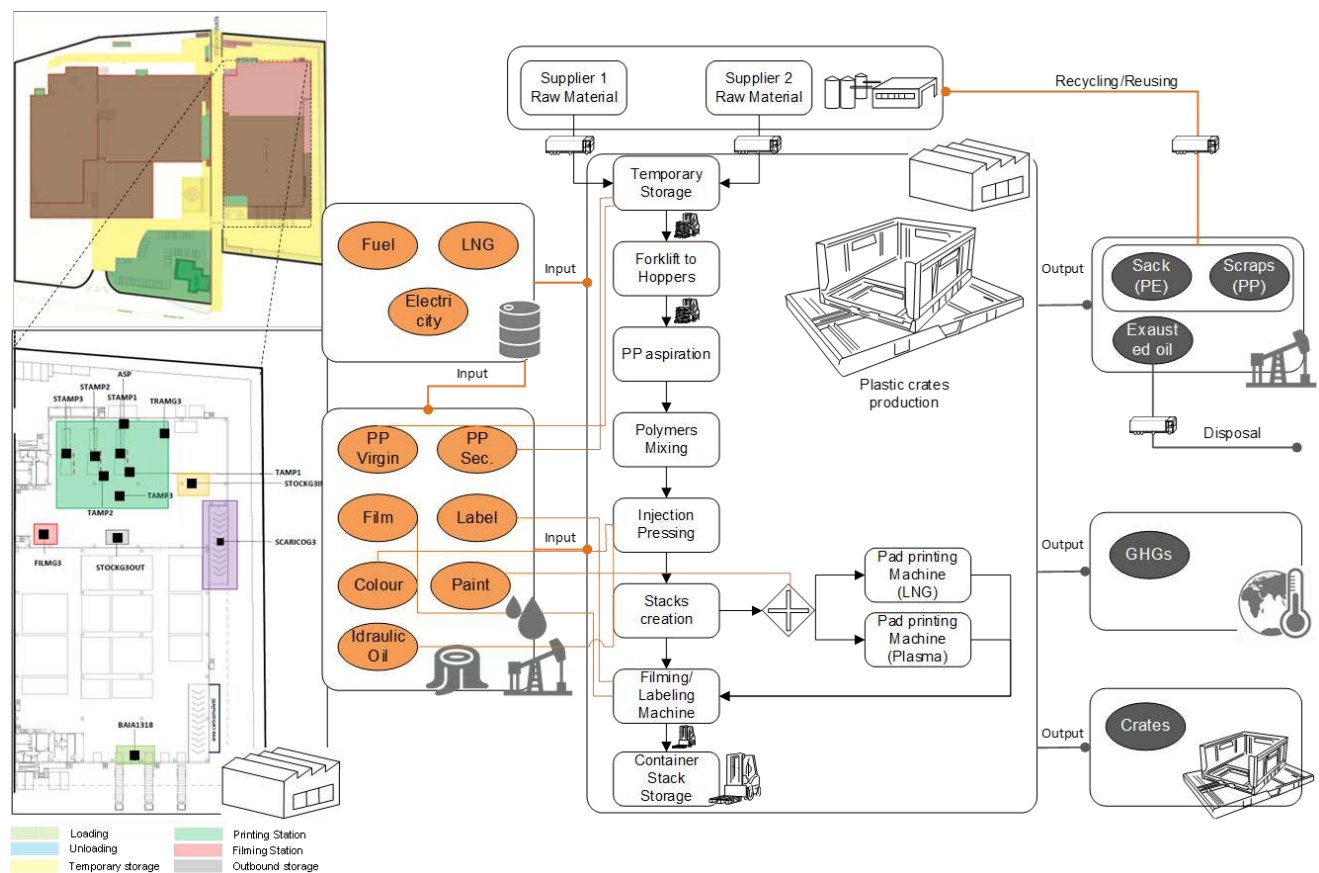 Supplier 1
Raw Material
Supplier 2
Raw Material
Recycling/Reusing
Temporary
Storage
Fuel
LNG
Electri
city
Input
Forklift to
Hoppers
Output
Sack
(PE)
Scraps
(PP)
Exaust
ed oil
PP aspiration
Input
Plastic crates
production
Disposal
ASP
STAMP2
STAMP3
STAMP1
TRAMG3
TAMP1
TAMP3
TAMP2
SCARICOG3
FILMG3
STOCKG3OUT
BAIA1318
PP
Virgin
PP
Sec.
Polymers
Mixing
Film
Label
Input
Injection
Pressing
Output
GHGs
Colour
Paint
Stacks
creation
Pad printing
Machine
(LNG)
Pad printing
Machine
(Plasma)
Idraulic
Oil
Filming/
Labeling
Machine
Output
Crates
Container
Stack
Storage
Loading
Unloading
Temporary storage
Printing Station
Filming Station
Outbound storage